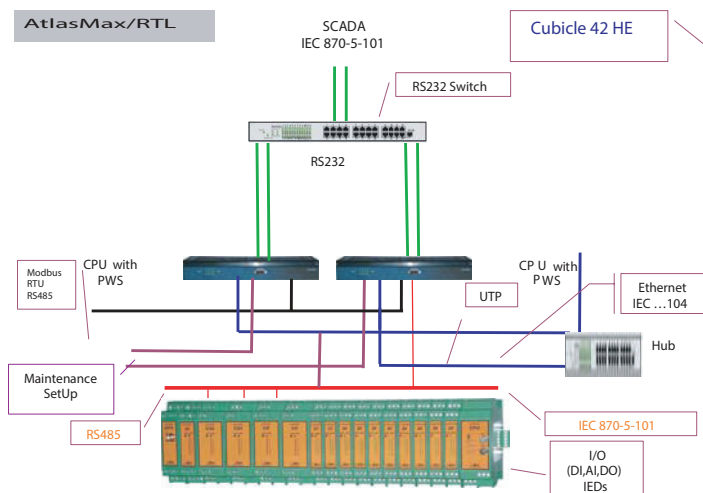 AtlasMax/RTL
SCADA
IEC 870-5-101
Cubicle 42 HE
RS232 Switch
RS232
Modbus
RTU
RS485
CPU with
PWS
CP U with
P WS
UTP
Ethernet
IEC ...104
Hub
Maintenance
SetUp
RS485
IEC 870-5-101
I/O
(DI,AI,DO)
IEDs